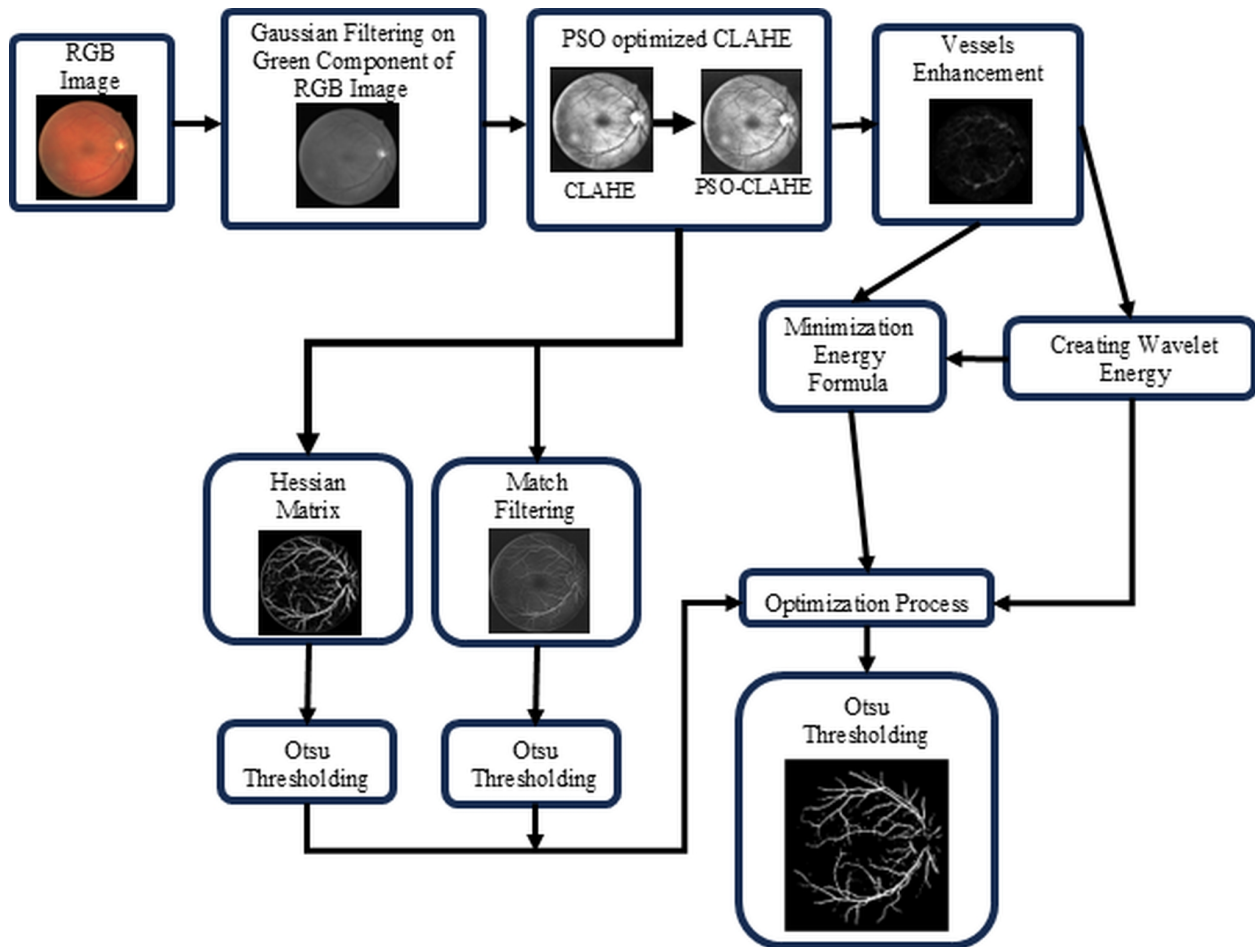 RGB
Image
Gaussian Filtering on
Green Component of
RGB Image
PSO optimized CLAHE
CLAHE
PSO-CLAHE
Vessels
Enhancement
Minimization
Energy
Formula
Creating Wavelet
Energy
Hessian
Matrix
Match
Filtering
Optimization Process
Otsu
Thresholding
Otsu
Thresholding
Otsu
Thresholding